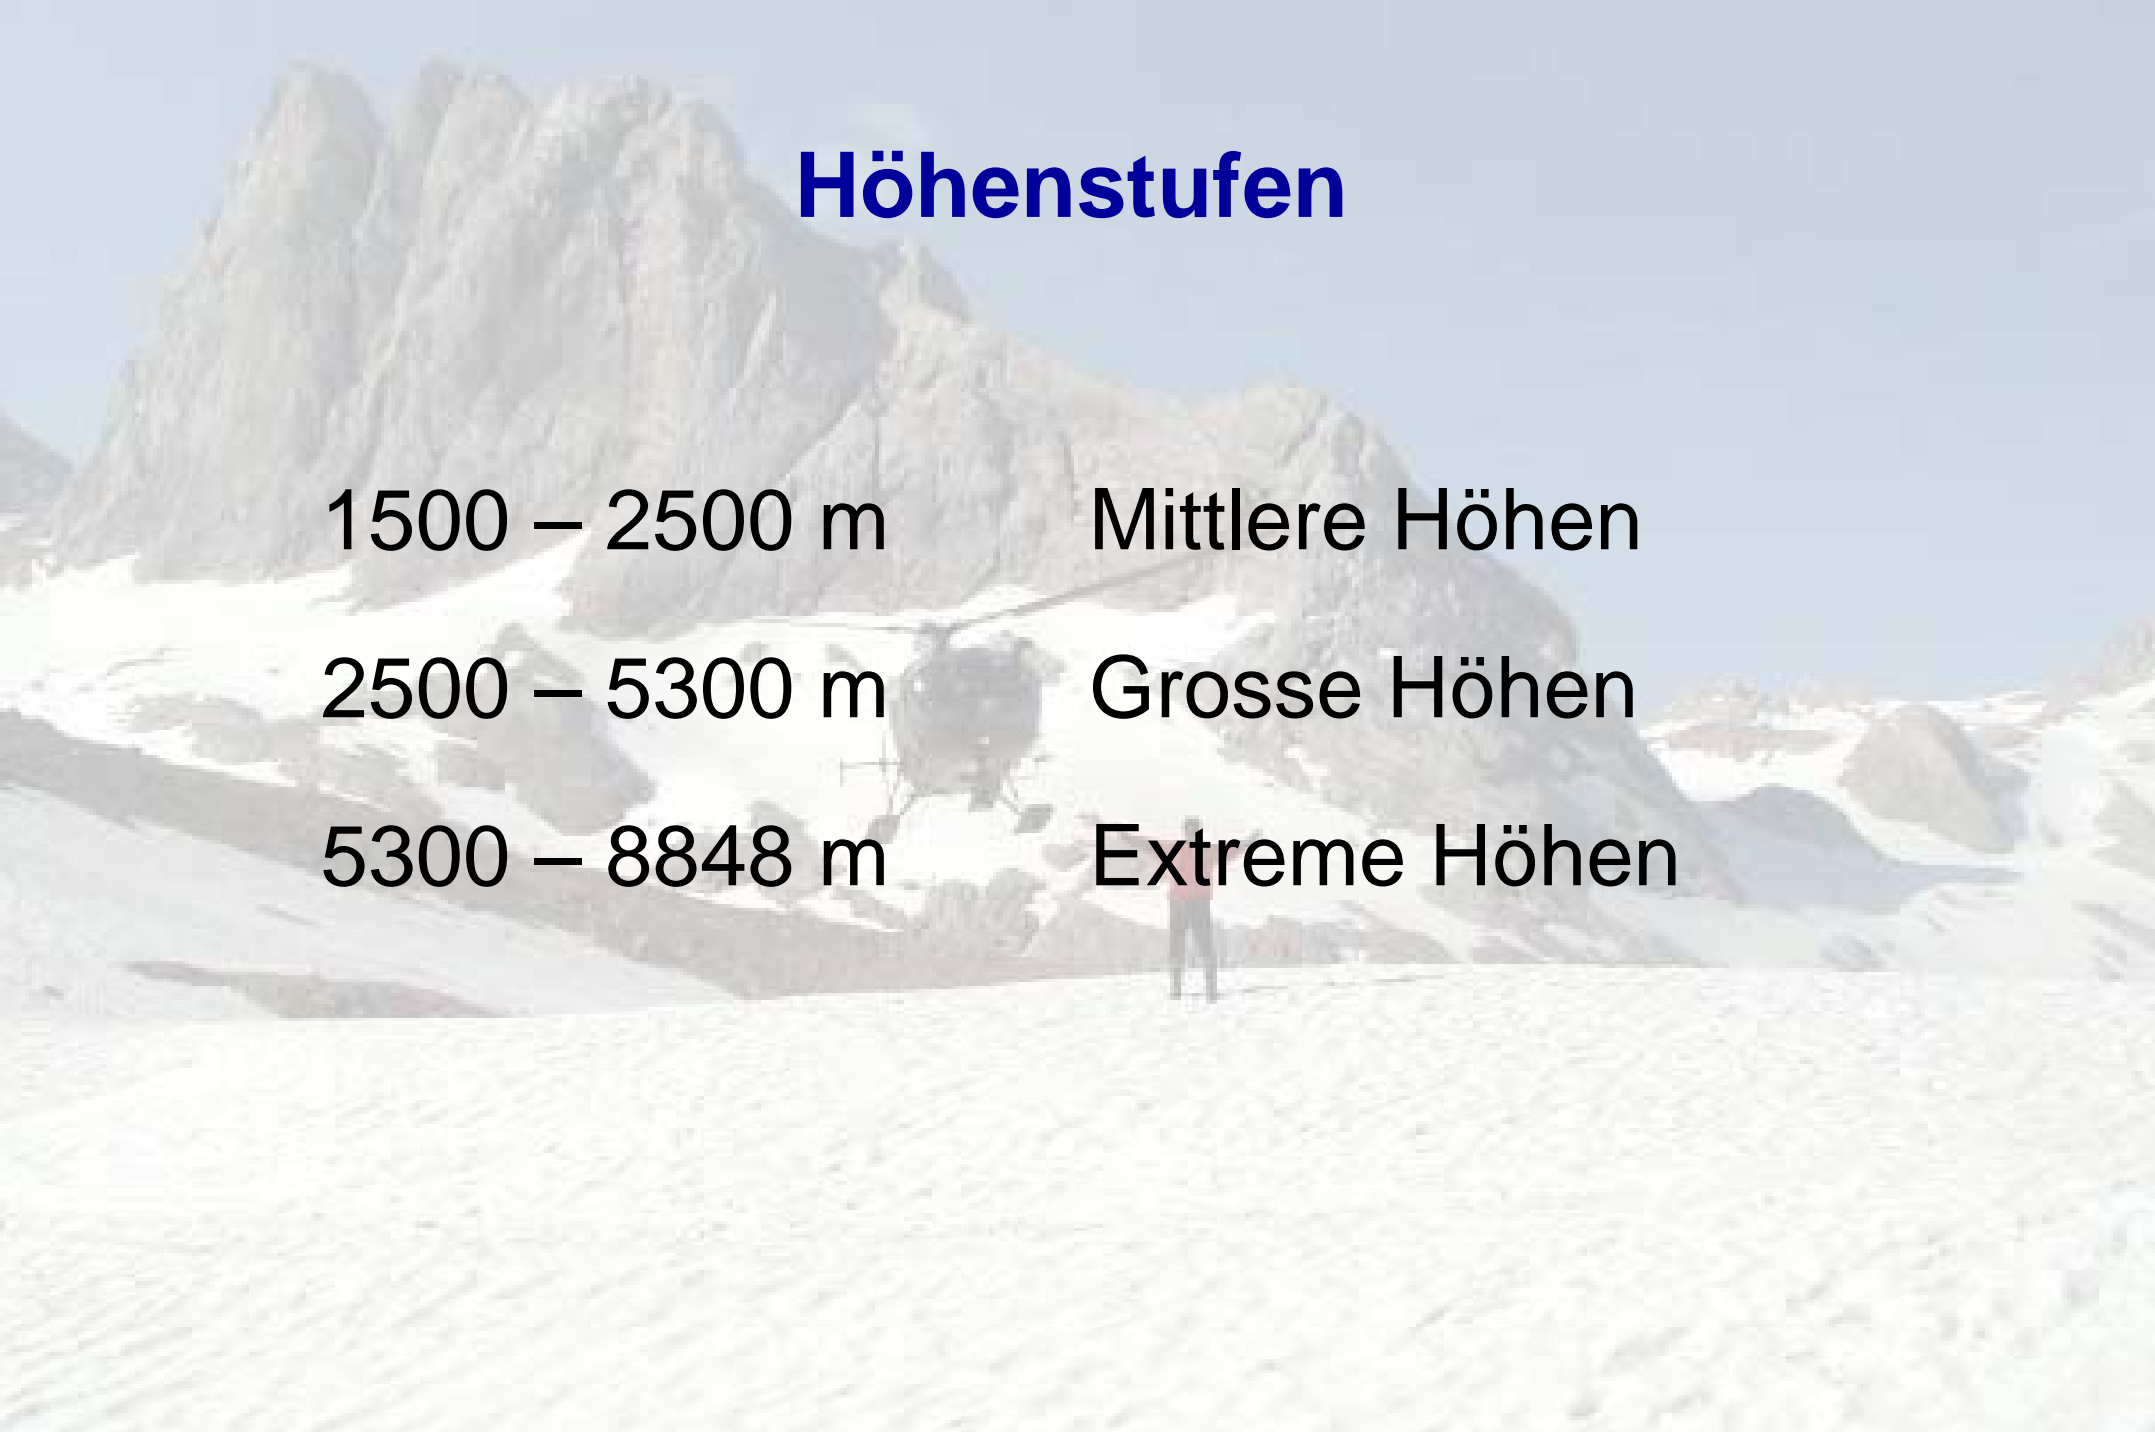 Höhenstufen
1500 – 2500 m Mittlere Höhen
2500 – 5300 m Grosse Höhen
5300 – 8848 m Extreme Höhen